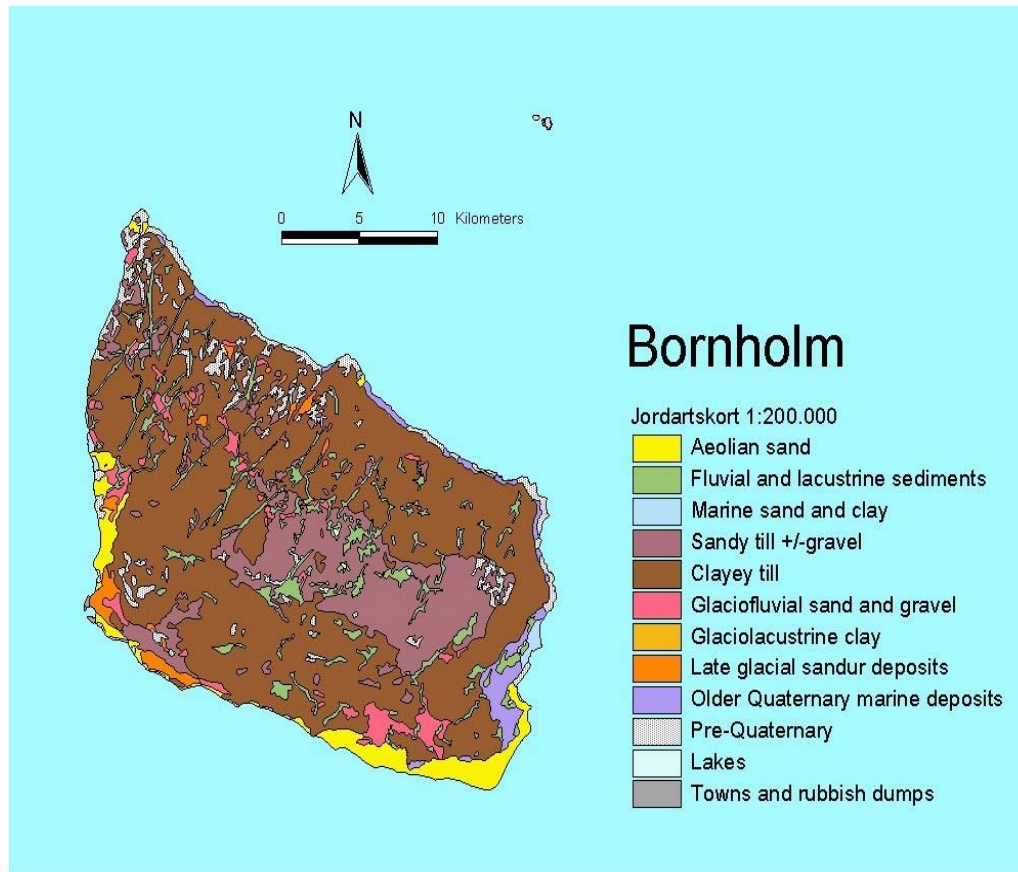 N
0 5 10 Kilometers
Bornholm
Jordartskort 1:200.000
Aeolian sand
Fluvial and lacustrine sediments
Marine sand and clay
Sandy till +/-gravel
Clayey till
Glaciofluvial sand and gravel
Glaciolacustrine clay
Late glacial sandur deposits
Older Quaternary marine deposits
Pre-Quaternary
Lakes
Towns and rubbish dumps